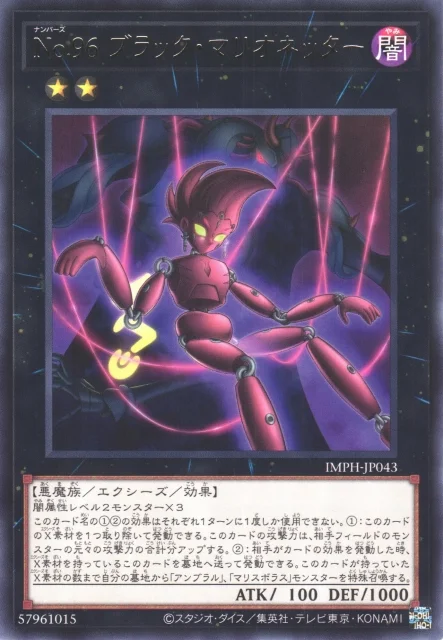 ナンバーズ
No.96 ブラック・マリオネッター
やみ
闇
IMPH-JP043
【悪魔族／エクシーズ／効果】
闇属性レベル２モンスター×３
このカード名の①②の効果はそれぞれ１ターンに１度しか使用できない。①：このカード
のＸ素材を１つ取り除いて発動できる。このカードの攻撃力は、相手フィールドのモン
スターの元々の攻撃力の合計分アップする。②：相手がカードの効果を発動した時、
Ｘ素材を持っているこのカードを墓地へ送って発動できる。このカードが持っていた
Ｘ素材の数まで自分の墓地から「アンブラル」、「マリスボラス」モンスターを特殊召喚する。
ATK/ 100 DEF/1000
57961015
©スタジオ・ダイス／集英社・テレビ東京・KONAMI